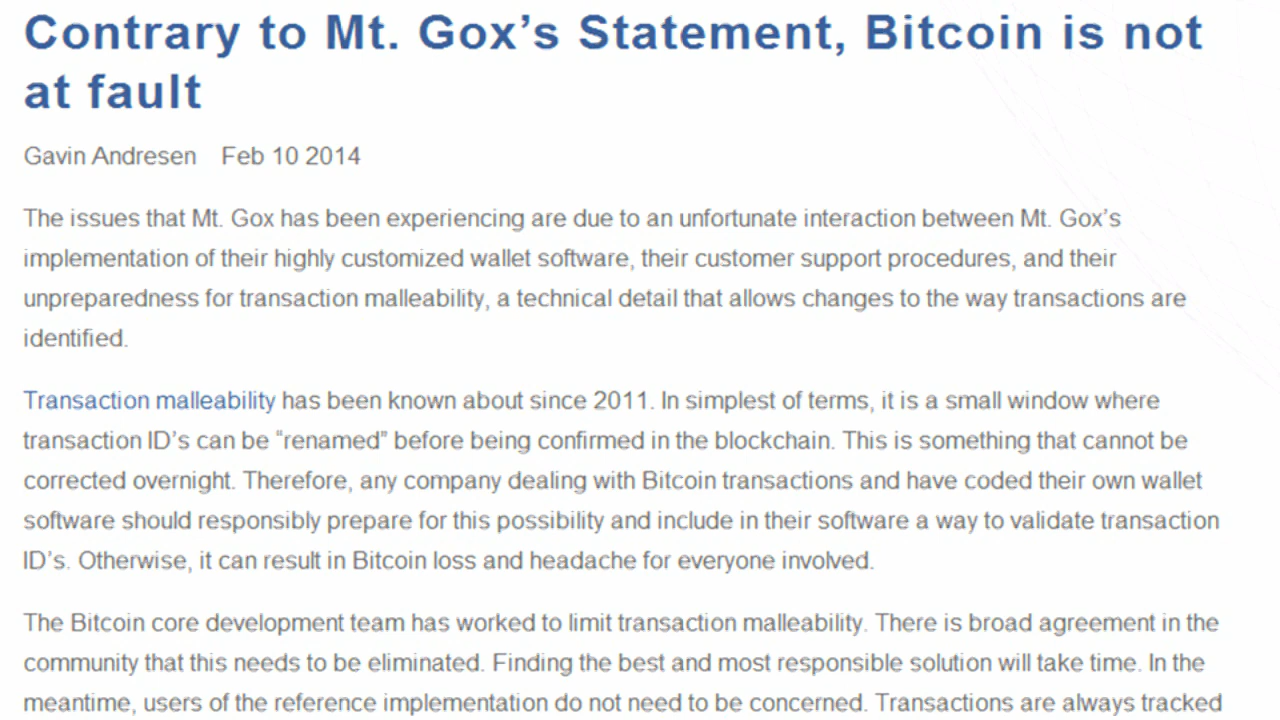 Contrary to Mt. Gox’s Statement, Bitcoin is not
at fault
Gavin Andresen Feb 10 2014
The issues that Mt. Gox has been experiencing are due to an unfortunate interaction between Mt. Gox’s
implementation of their highly customized wallet software, their customer support procedures, and their
unpreparedness for transaction malleability, a technical detail that allows changes to the way transactions are
identified.
Transaction malleability has been known about since 2011. In simplest of terms, it is a small window where
transaction ID’s can be “renamed” before being confirmed in the blockchain. This is something that cannot be
corrected overnight. Therefore, any company dealing with Bitcoin transactions and have coded their own wallet
software should responsibly prepare for this possibility and include in their software a way to validate transaction
ID’s. Otherwise, it can result in Bitcoin loss and headache for everyone involved.
The Bitcoin core development team has worked to limit transaction malleability. There is broad agreement in the
community that this needs to be eliminated. Finding the best and most responsible solution will take time. In the
meantime, users of the reference implementation do not need to be concerned. Transactions are always tracked